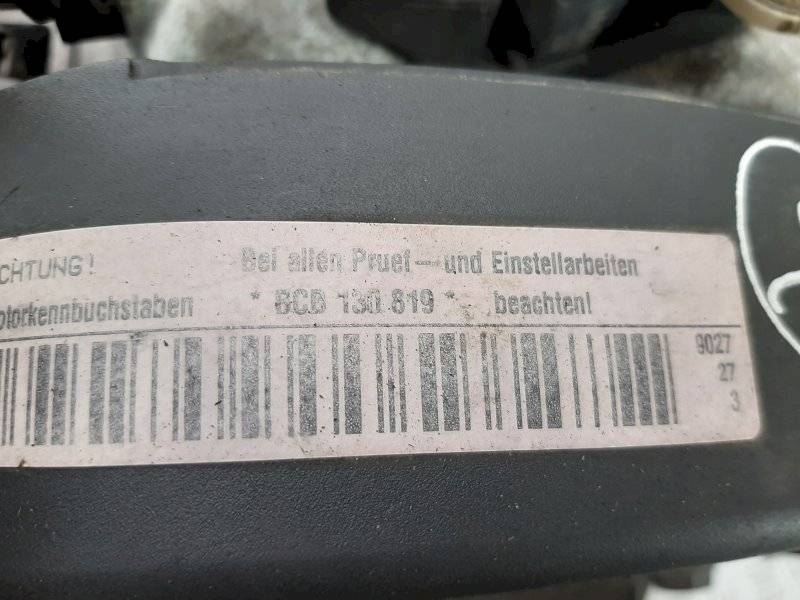 CHTUNG! Bei allen Pruef - und Einstellarbeiten
otorkennbuchstaben * BCB 130.819 * beachten!
9027
27
3